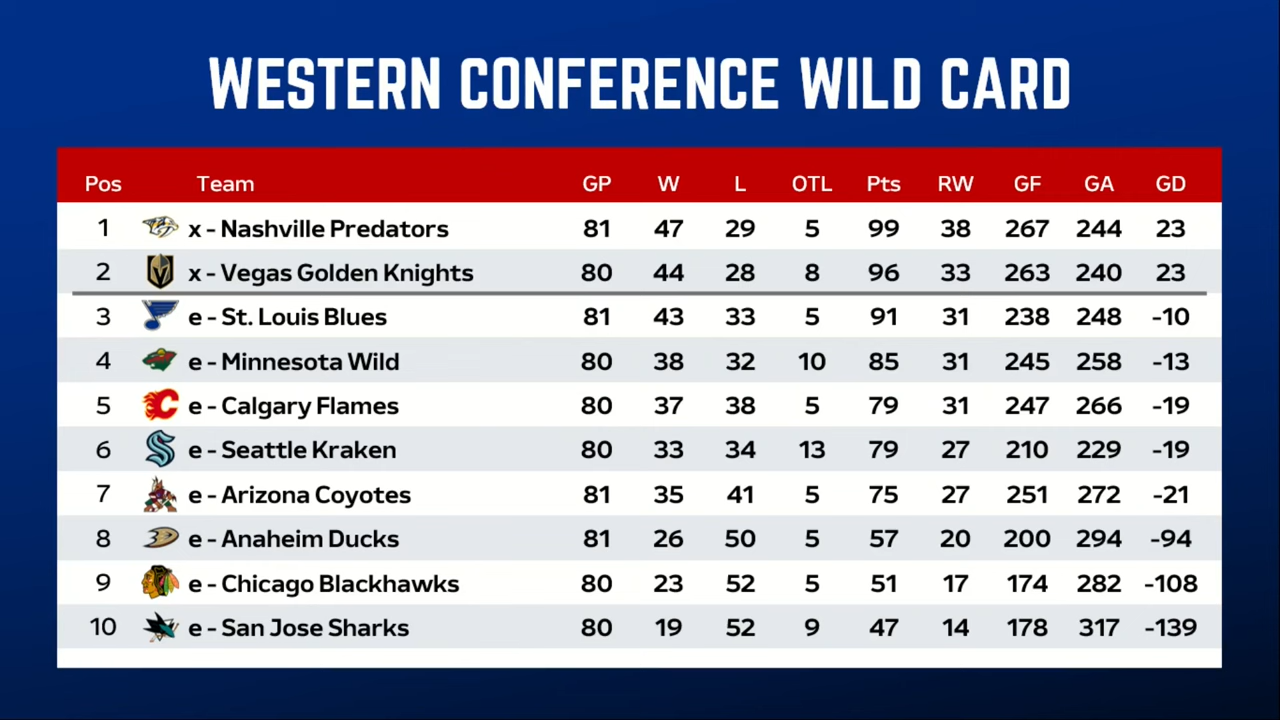 WESTERN CONFERENCE WILD CARD
Pos Team GP W L OTL Pts RW GF GA GD
1 x - Nashville Predators 81 47 29 5 99 38 267 244 23
2 x - Vegas Golden Knights 80 44 28 8 96 33 263 240 23
3 e - St. Louis Blues 81 43 33 5 91 31 238 248 -10
4 e - Minnesota Wild 80 38 32 10 85 31 245 258 -13
5 e - Calgary Flames 80 37 38 5 79 31 247 266 -19
6 e - Seattle Kraken 80 33 34 13 79 27 210 229 -19
7 e - Arizona Coyotes 81 35 41 5 75 27 251 272 -21
8 e - Anaheim Ducks 81 26 50 5 57 20 200 294 -94
9 e - Chicago Blackhawks 80 23 52 5 51 17 174 282 -108
10 e - San Jose Sharks 80 19 52 9 47 14 178 317 -139